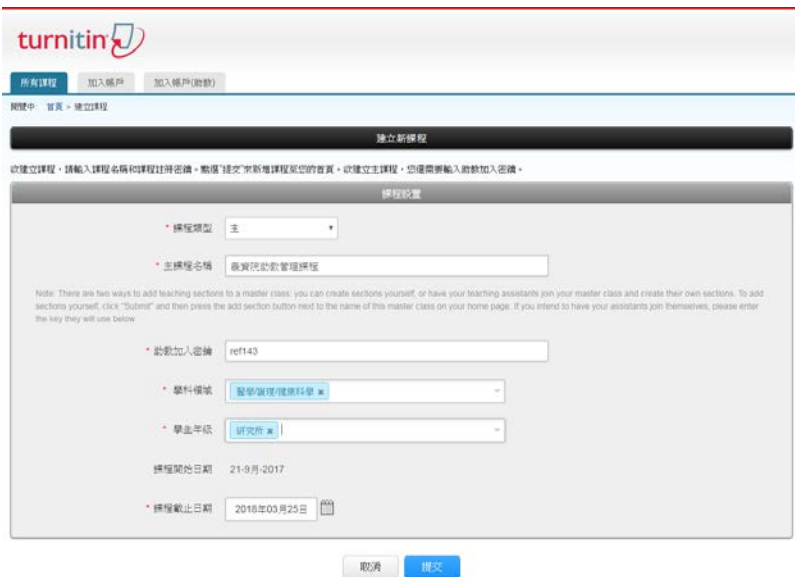 turnitin
所有課程 加入帳戶 加入帳戶(助教)
閱覽中: 首頁 > 建立課程
建立新課程
欲建立課程，請輸入課程名稱和課程註冊密鑰。點選"提交"來新增課程至您的首頁。欲建立主課程，您還需要輸入助教加入密鑰。
課程設置
* 課程類型 主
* 主課程名稱 醫資院助教管理課程
Note: There are two ways to add teaching sections to a master class: you can create sections yourself, or have your teaching assistants join your master class and create their own sections. To add
sections yourself, click "Submit" and then press the add section button next to the name of this master class on your home page. If you intend to have your assistants join themselves, please enter
the key they will use below.
* 助教加入密鑰 ref143
* 學科領域 醫學/護理/健康科學 x
* 學生年級 研究所 x
課程開始日期 21-9月-2017
* 課程截止日期 2018年03月25日
取消 提交